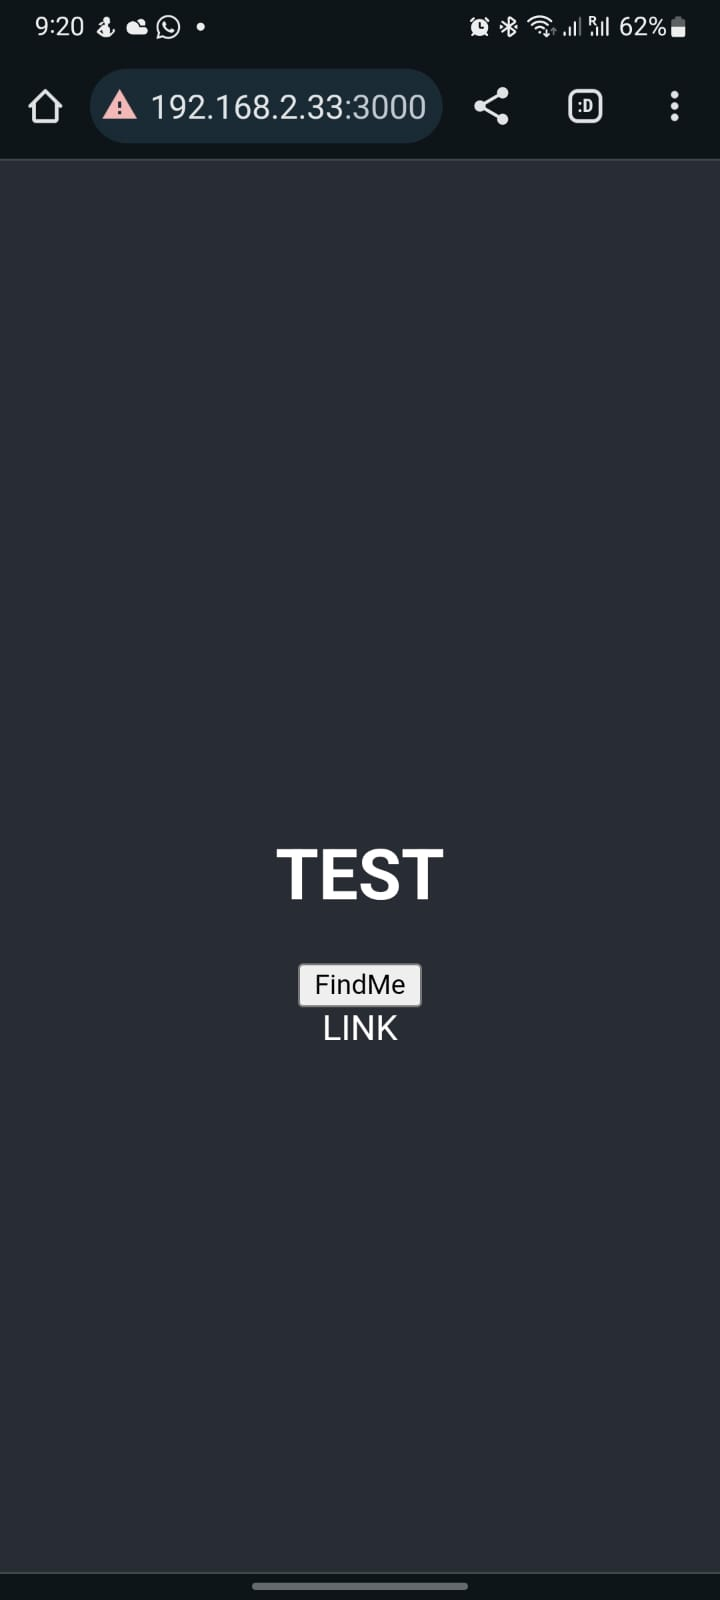 9:20
R
62%
192.168.2.33:3000
:D
TEST
FindMe
LINK